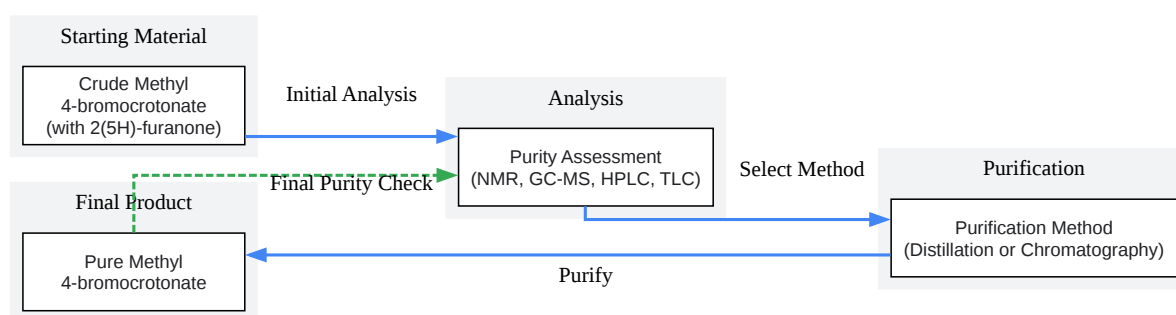 Starting Material
Crude Methyl
4-bromocrotonate
(with 2(5H)-furanone)
Initial Analysis
Analysis
Purity Assessment
(NMR, GC-MS, HPLC, TLC)
Select Method
Purification
Purification Method
(Distillation or Chromatography)
Final Purity Check
Final Product
Pure Methyl
4-bromocrotonate
Purify